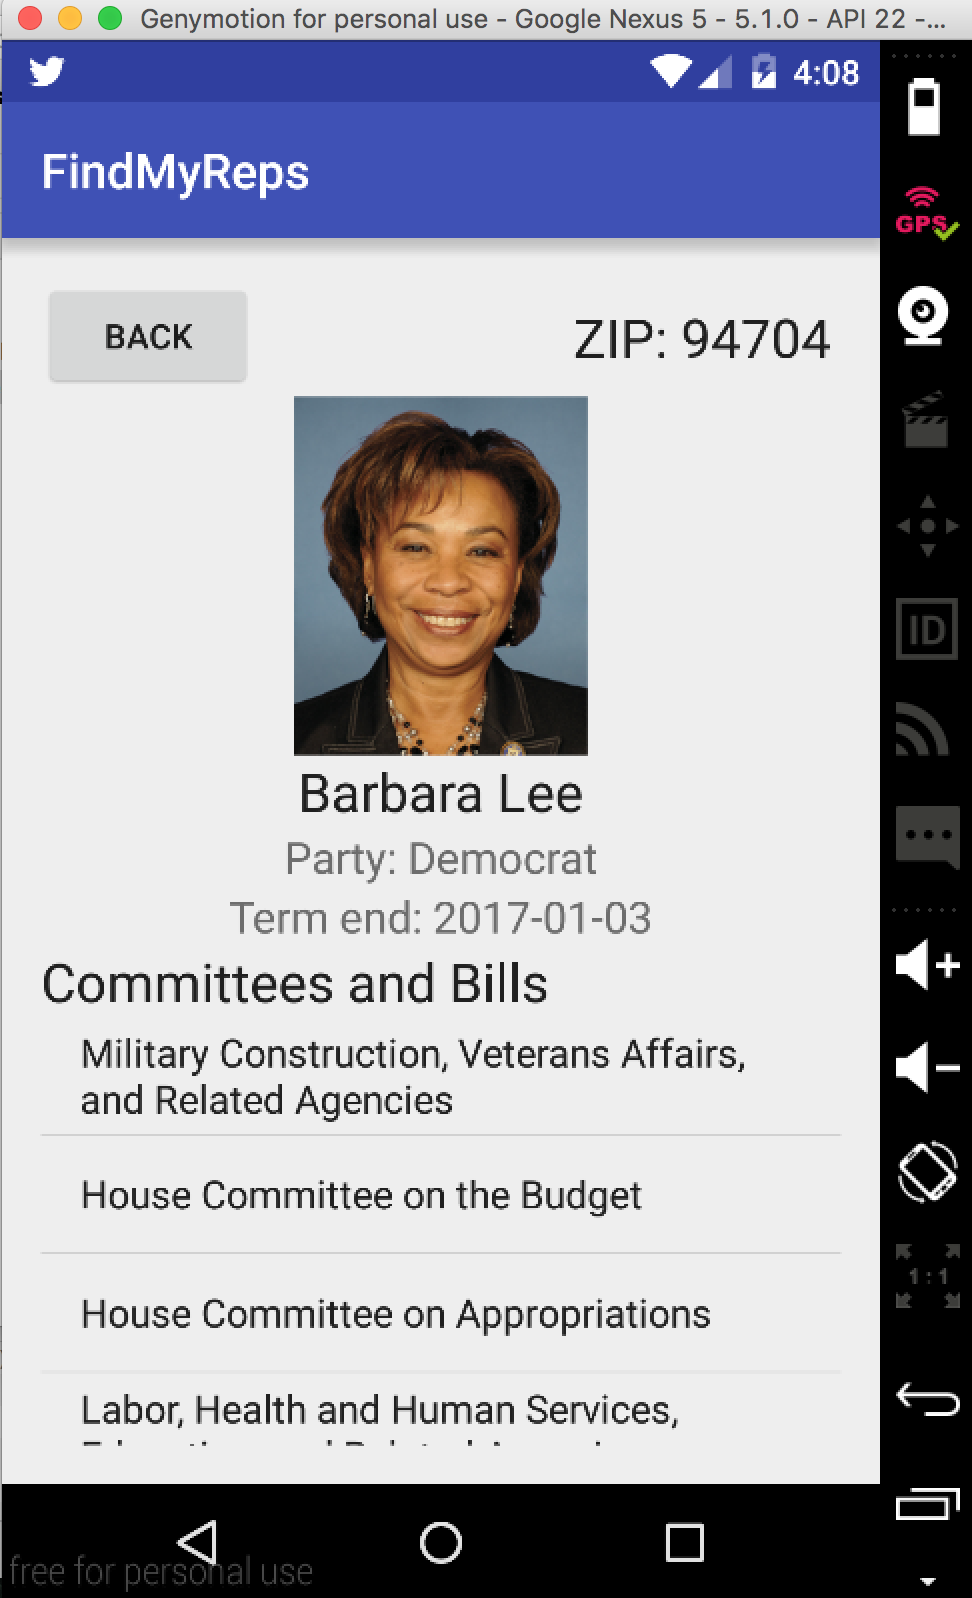 Genymotion for personal use - Google Nexus 5 - 5.1.0 - API 22 -...
4:08
FindMyReps
GPS
BACK
ZIP: 94704
ID
Barbara Lee
Party: Democrat
Term end: 2017-01-03
Committees and Bills
Military Construction, Veterans Affairs,
and Related Agencies
House Committee on the Budget
1:1
House Committee on Appropriations
Labor, Health and Human Services,
free for personal use